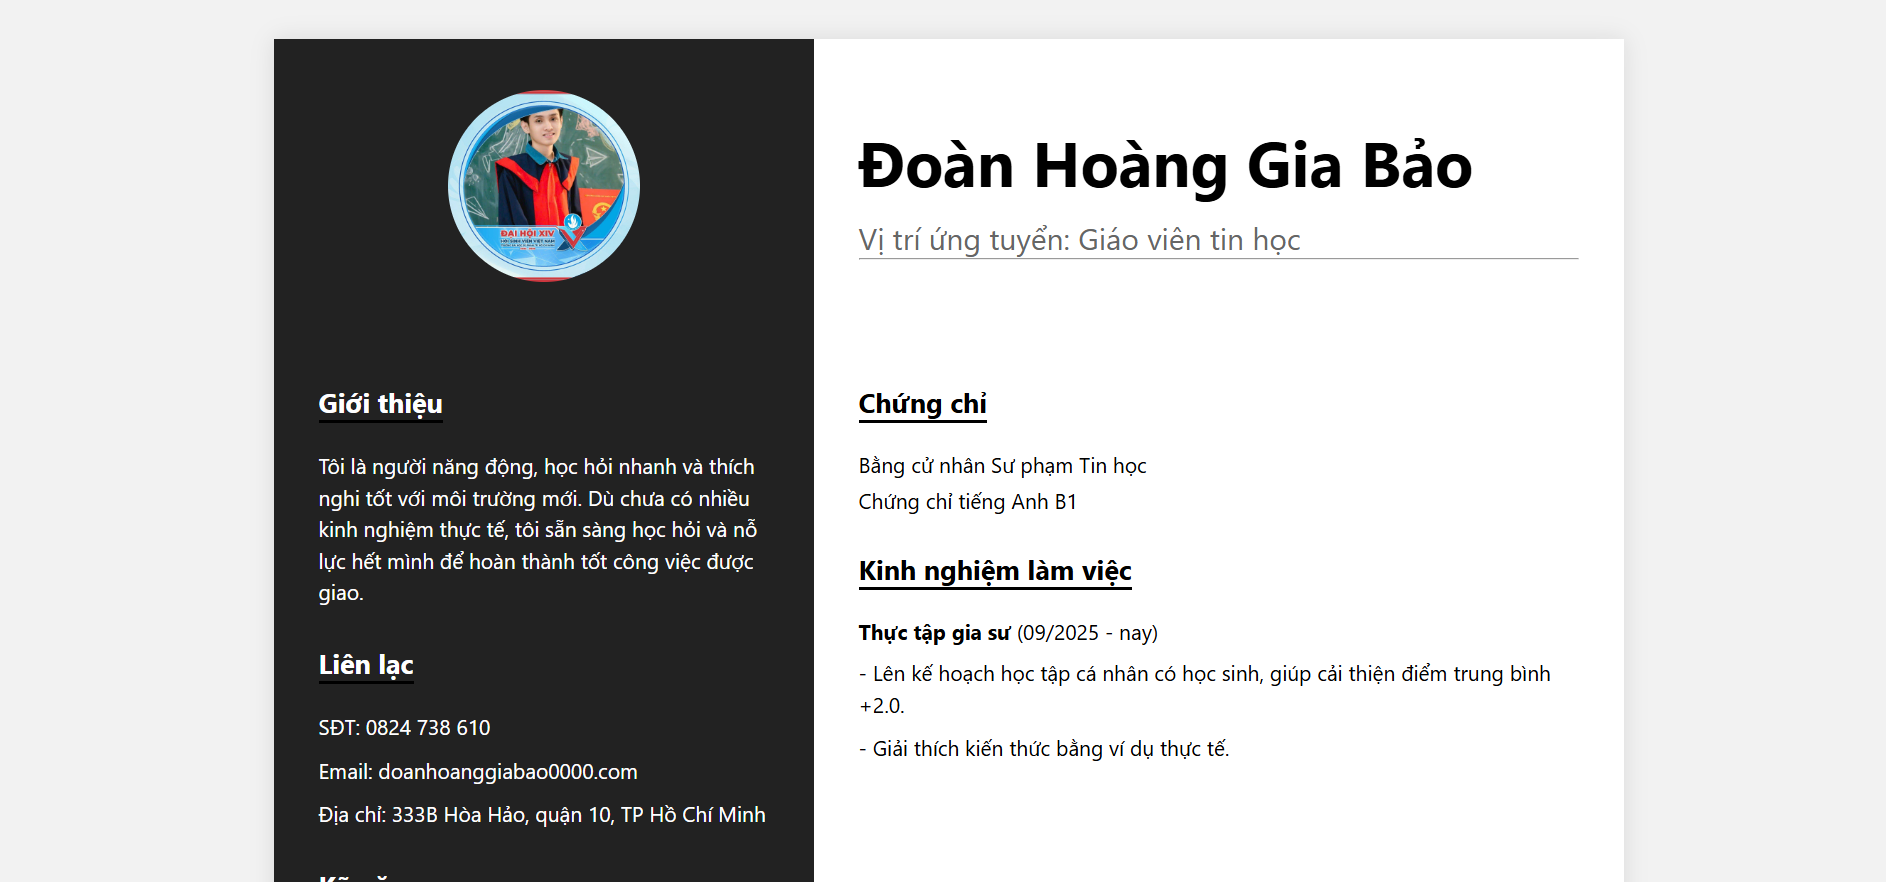 ĐẠI HỘI XIV
Đoàn Hoàng Gia Bảo
Vị trí ứng tuyển: Giáo viên tin học
Giới thiệu
Tôi là người năng động, học hỏi nhanh và thích
nghi tốt với môi trường mới. Dù chưa có nhiều
kinh nghiệm thực tế, tôi sẵn sàng học hỏi và nỗ
lực hết mình để hoàn thành tốt công việc được
giao.
Liên lạc
SĐT: 0824 738 610
Email: doanhoanggiabao0000.com
Địa chỉ: 333B Hòa Hảo, quận 10, TP Hồ Chí Minh
Chứng chỉ
Bằng cử nhân Sư phạm Tin học
Chứng chỉ tiếng Anh B1
Kinh nghiệm làm việc
Thực tập gia sư (09/2025 - nay)
- Lên kế hoạch học tập cá nhân có học sinh, giúp cải thiện điểm trung bình
+2.0.
- Giải thích kiến thức bằng ví dụ thực tế.